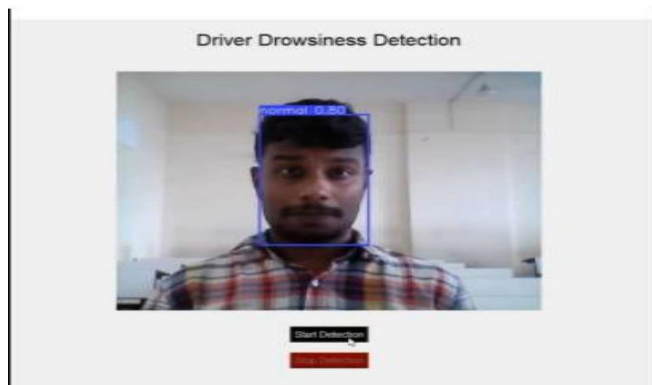 Driver Drowsiness Detection
normal 0.80
Start Detection
Stop Detection